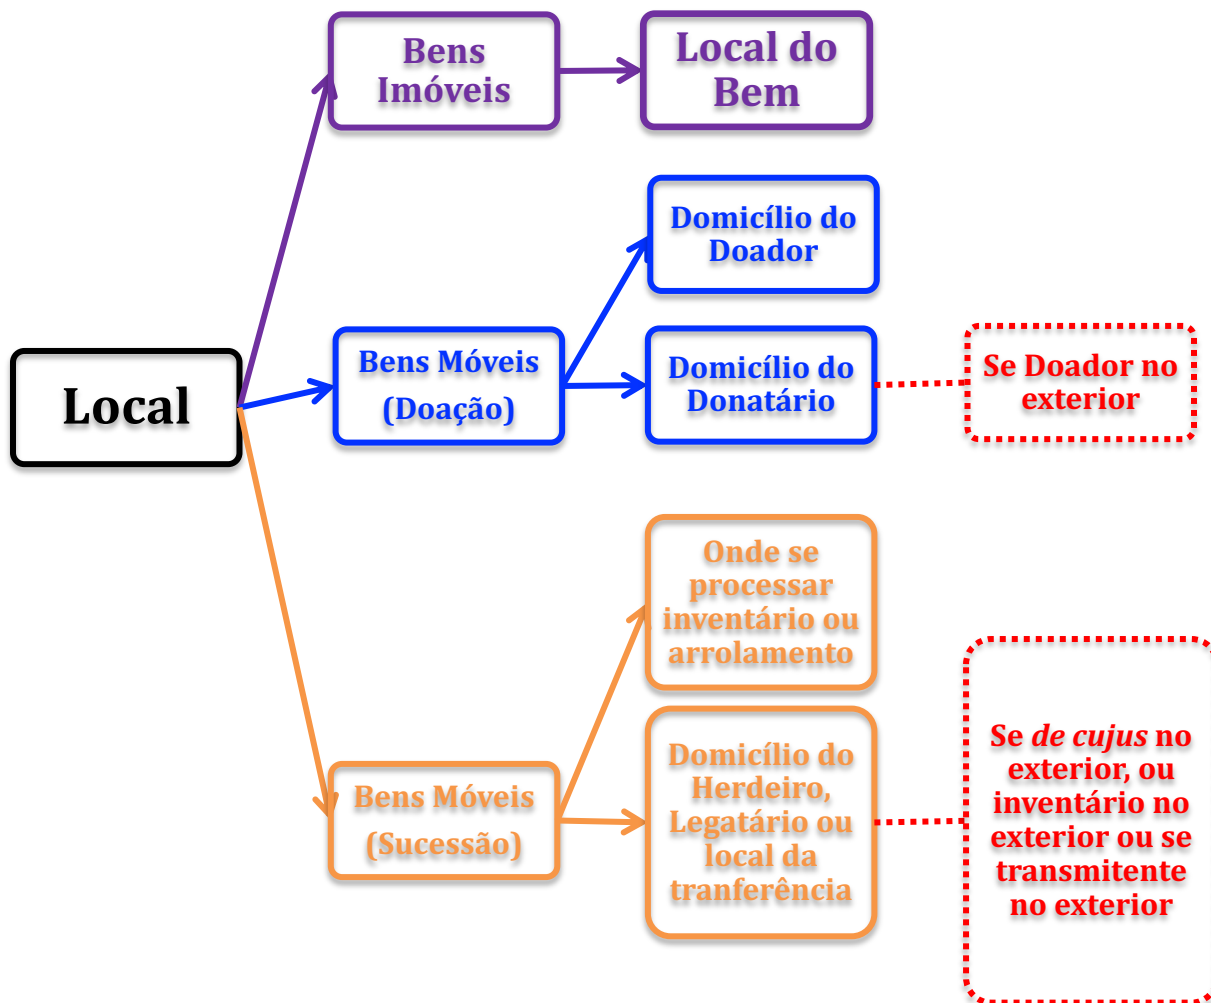 Bens
Imóveis
Local do
Bem
Domicílio do
Doador
Local
Bens Móveis
(Doação)
Domicílio do
Donatário
Se Doador no
exterior
Onde se
processar
inventário ou
arrolamento
Bens Móveis
(Sucessão)
Domicílio do
Herdeiro,
Legatário ou
local da
tranferência
Se de cujus no
exterior, ou
inventário no
exterior ou se
transmitente
no exterior